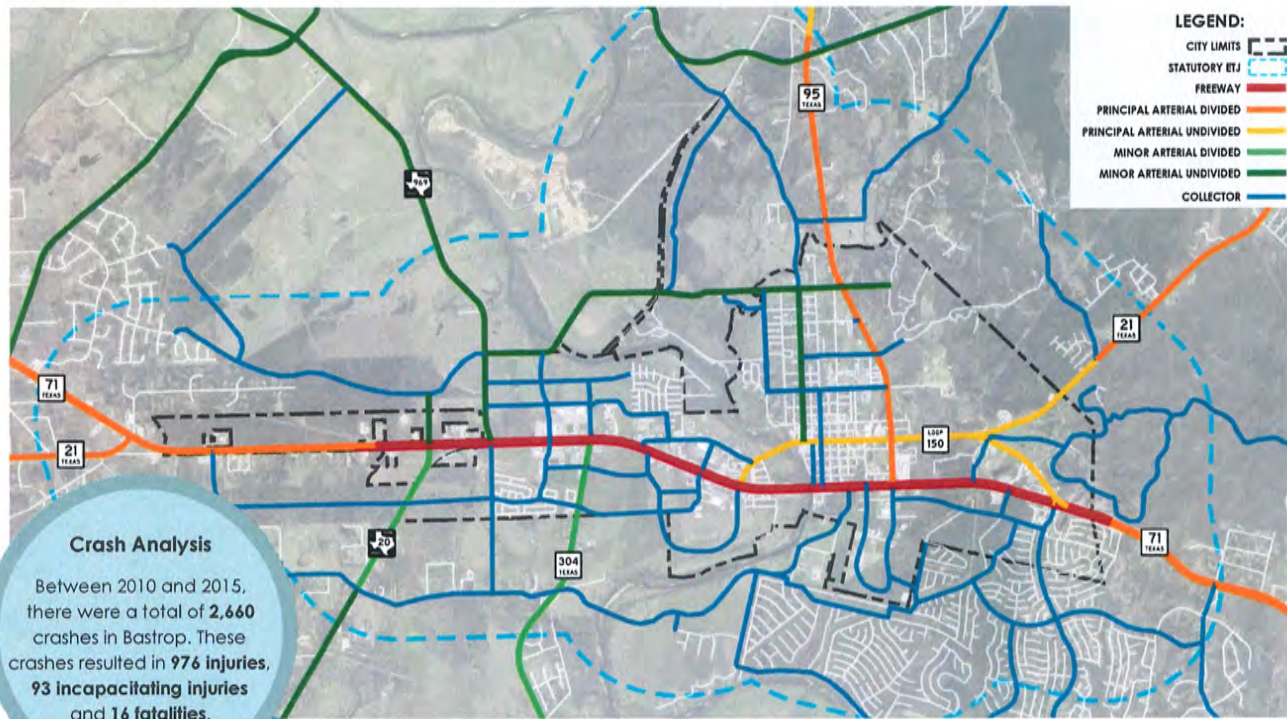 LEGEND:
CITY LIMITS
STATUTORY ETJ
FREEWAY
PRINCIPAL ARTERIAL DIVIDED
PRINCIPAL ARTERIAL UNDIVIDED
MINOR ARTERIAL DIVIDED
MINOR ARTERIAL UNDIVIDED
COLLECTOR
95
TEXAS
969
21
TEXAS
71
TEXAS
21
TEXAS
LOOP
150
20
304
TEXAS
71
TEXAS
Crash Analysis
Between 2010 and 2015,
there were a total of 2,660
crashes in Bastrop. These
crashes resulted in 976 injuries,
93 incapacitating injuries
and 16 fatalities.